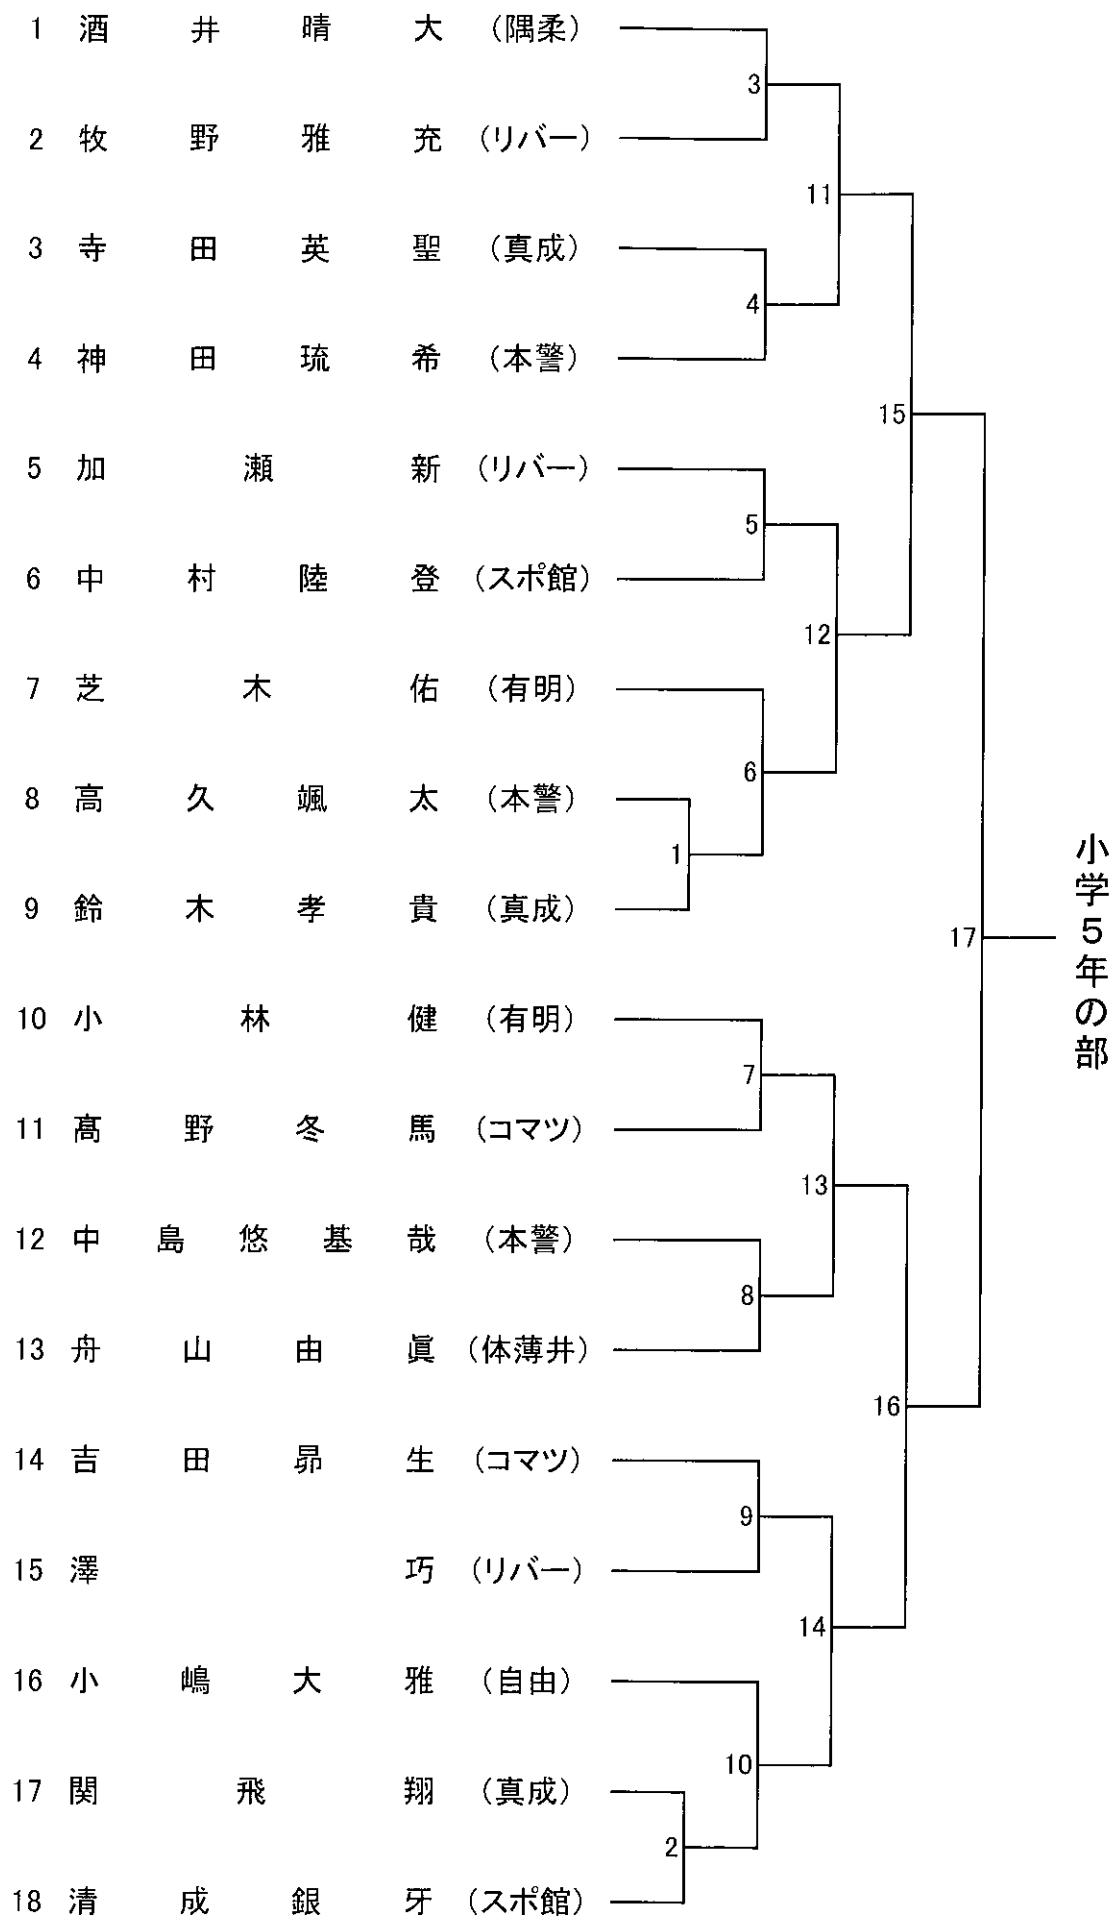 1 酒井晴大 (隅柔)
3
2 牧野雅充 (リバー)
11
3 寺田英聖 (真成)
4
4 神田琉希 (本警)
15
5 加瀬新 (リバー)
5
6 中村陸登 (スポ館)
12
7 芝木佑 (有明)
6
8 高久颯太 (本警)
1
9 鈴木孝貴 (真成)
17
小学5年の部
10 小林健 (有明)
7
11 髙野冬馬 (コマツ)
13
12 中島悠基哉 (本警)
8
13 舟山由眞 (体薄井)
16
14 吉田昴生 (コマツ)
9
15 澤巧 (リバー)
14
16 小嶋大雅 (自由)
10
17 関飛翔 (真成)
2
18 清成銀牙 (スポ館)